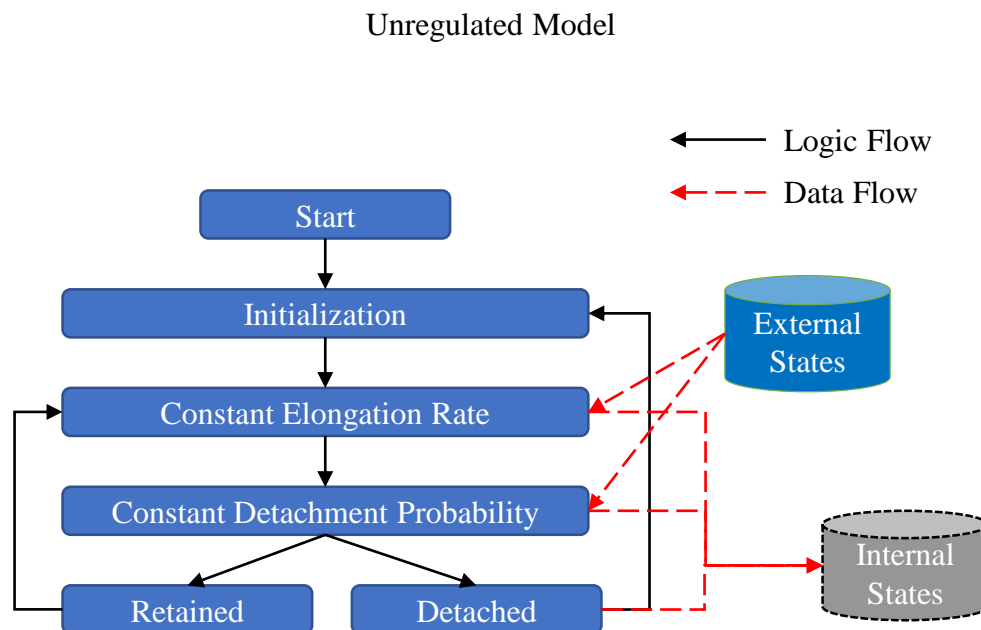 Unregulated Model
Logic Flow
Data Flow
Start
Initialization
External
States
Constant Elongation Rate
Constant Detachment Probability
Internal
States
Retained
Detached